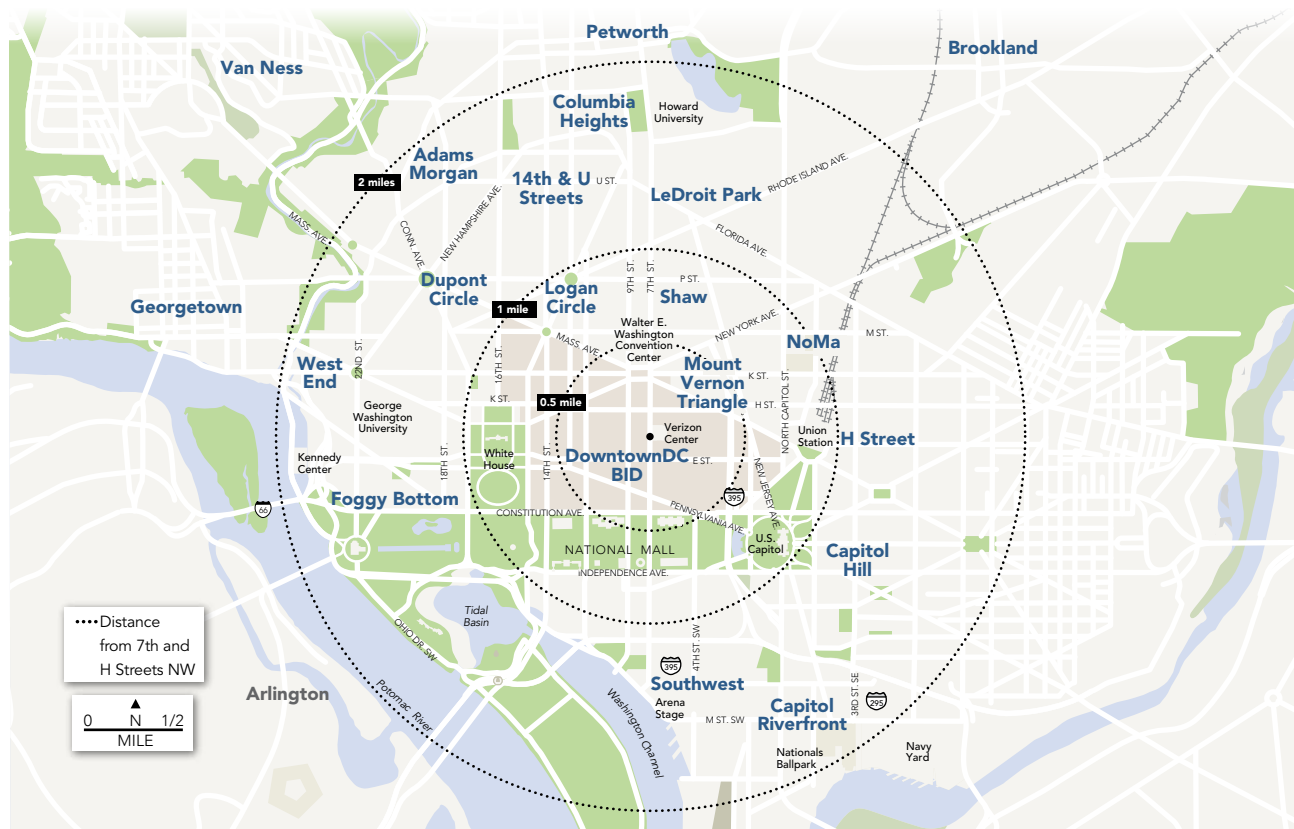 Petworth
Brookland
Van Ness
Columbia
Heights
Howard
University
Adams
Morgan
2 miles
14th & U
Streets
U ST.
LeDroit Park
RHODE ISLAND AVE.
MASS. AVE.
CONN. AVE.
NEW HAMPSHIRE AVE.
FLORIDA AVE.
Dupont
Circle
Logan
Circle
9TH ST.
7TH ST.
P ST.
Shaw
Georgetown
1 mile
Walter E.
Washington
Convention
Center
NEW YORK AVE.
MASS. AVE.
NoMa
M ST.
West
End
22ND ST.
16TH ST.
Mount
Vernon
Triangle
K ST.
NORTH CAPITOL ST.
K ST.
0.5 mile
H ST.
George
Washington
University
Verizon
Center
Union
Station
H Street
Kennedy
Center
18TH ST.
White
House
14TH ST.
DowntownDC
BID
E ST.
NEW JERSEY AVE.
Foggy Bottom
395
66
CONSTITUTION AVE.
PENNSYLVANIA AVE.
U.S.
Capitol
NATIONAL MALL
Capitol
Hill
INDEPENDENCE AVE.
Tidal
Basin
Distance
from 7th and
H Streets NW
OHIO DR. SW
4TH ST. SW
395
Southwest
Arlington
Potomac River
Washington Channel
Arena
Stage
M ST. SW
Capitol
Riverfront
3RD ST. SE
295
0 N 1/2
MILE
Nationals
Ballpark
Navy
Yard